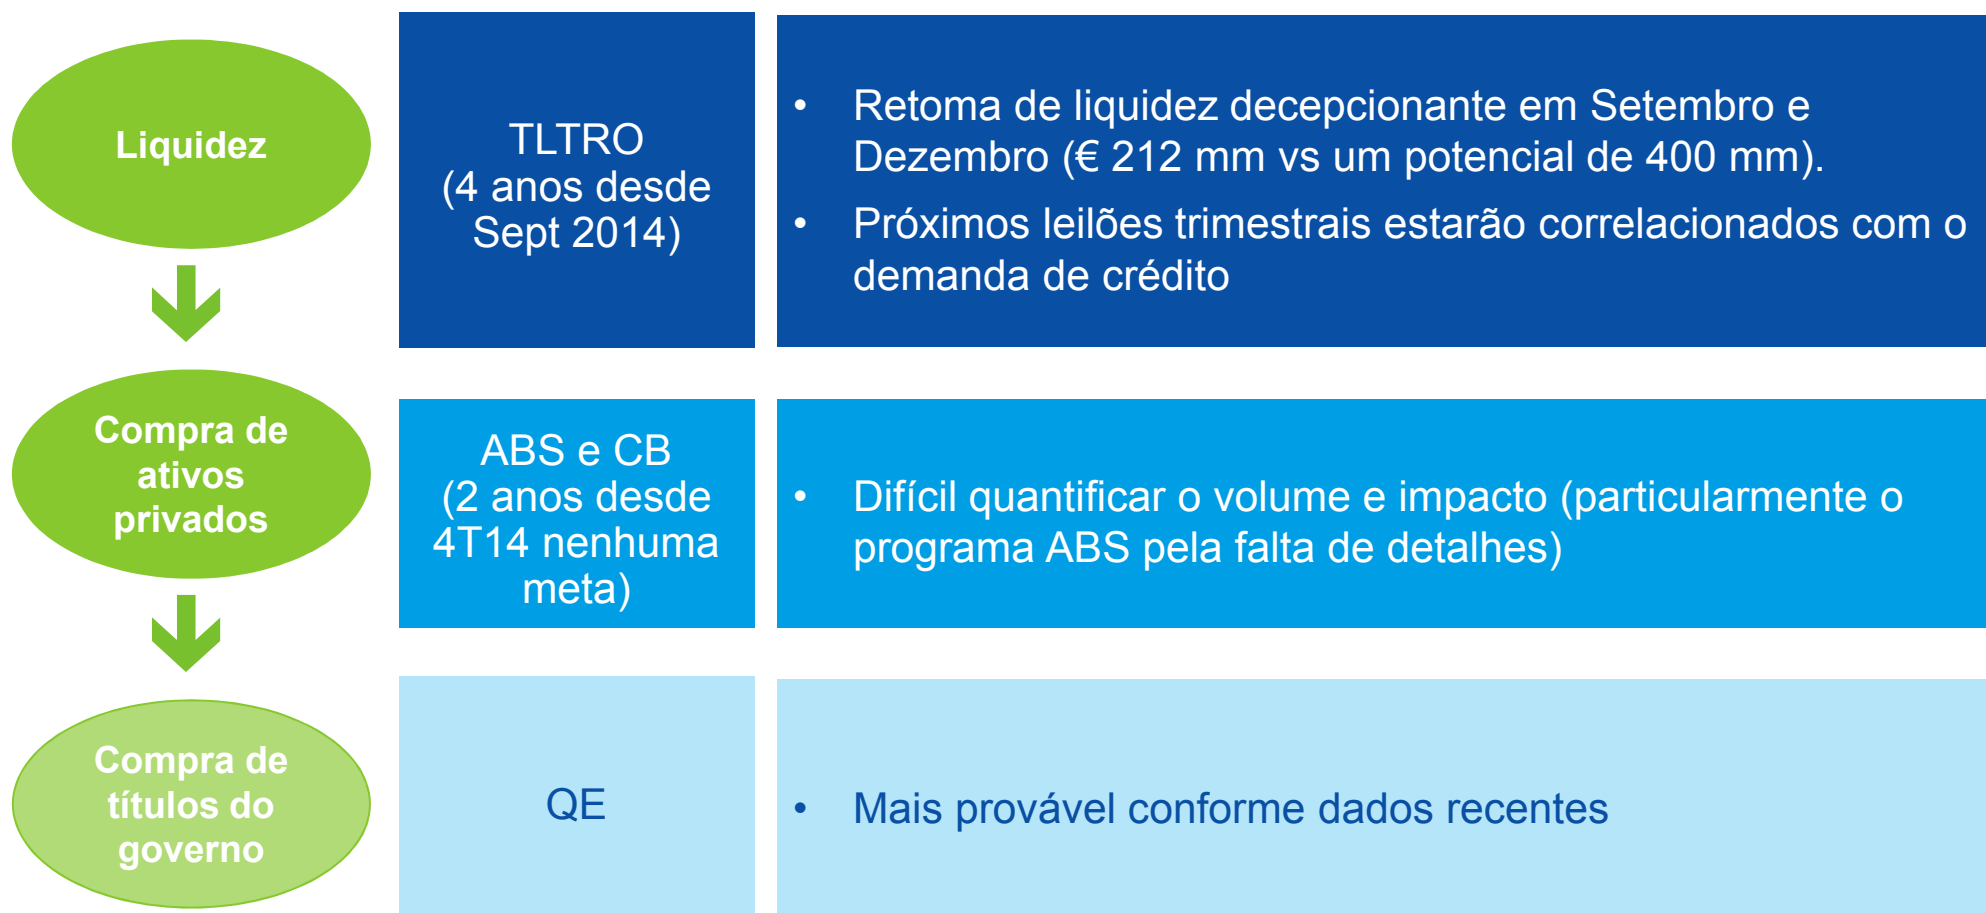 Liquidez
TLTRO
(4 anos desde
Sept 2014)
• Retoma de liquidez decepcionante em Setembro e
Dezembro (€ 212 mm vs um potencial de 400 mm).
• Próximos leilões trimestrais estarão correlacionados com o
demanda de crédito
Compra de
ativos
privados
ABS e CB
(2 anos desde
4T14 nenhuma
meta)
• Difícil quantificar o volume e impacto (particularmente o
programa ABS pela falta de detalhes)
Compra de
títulos do
governo
QE
• Mais provável conforme dados recentes